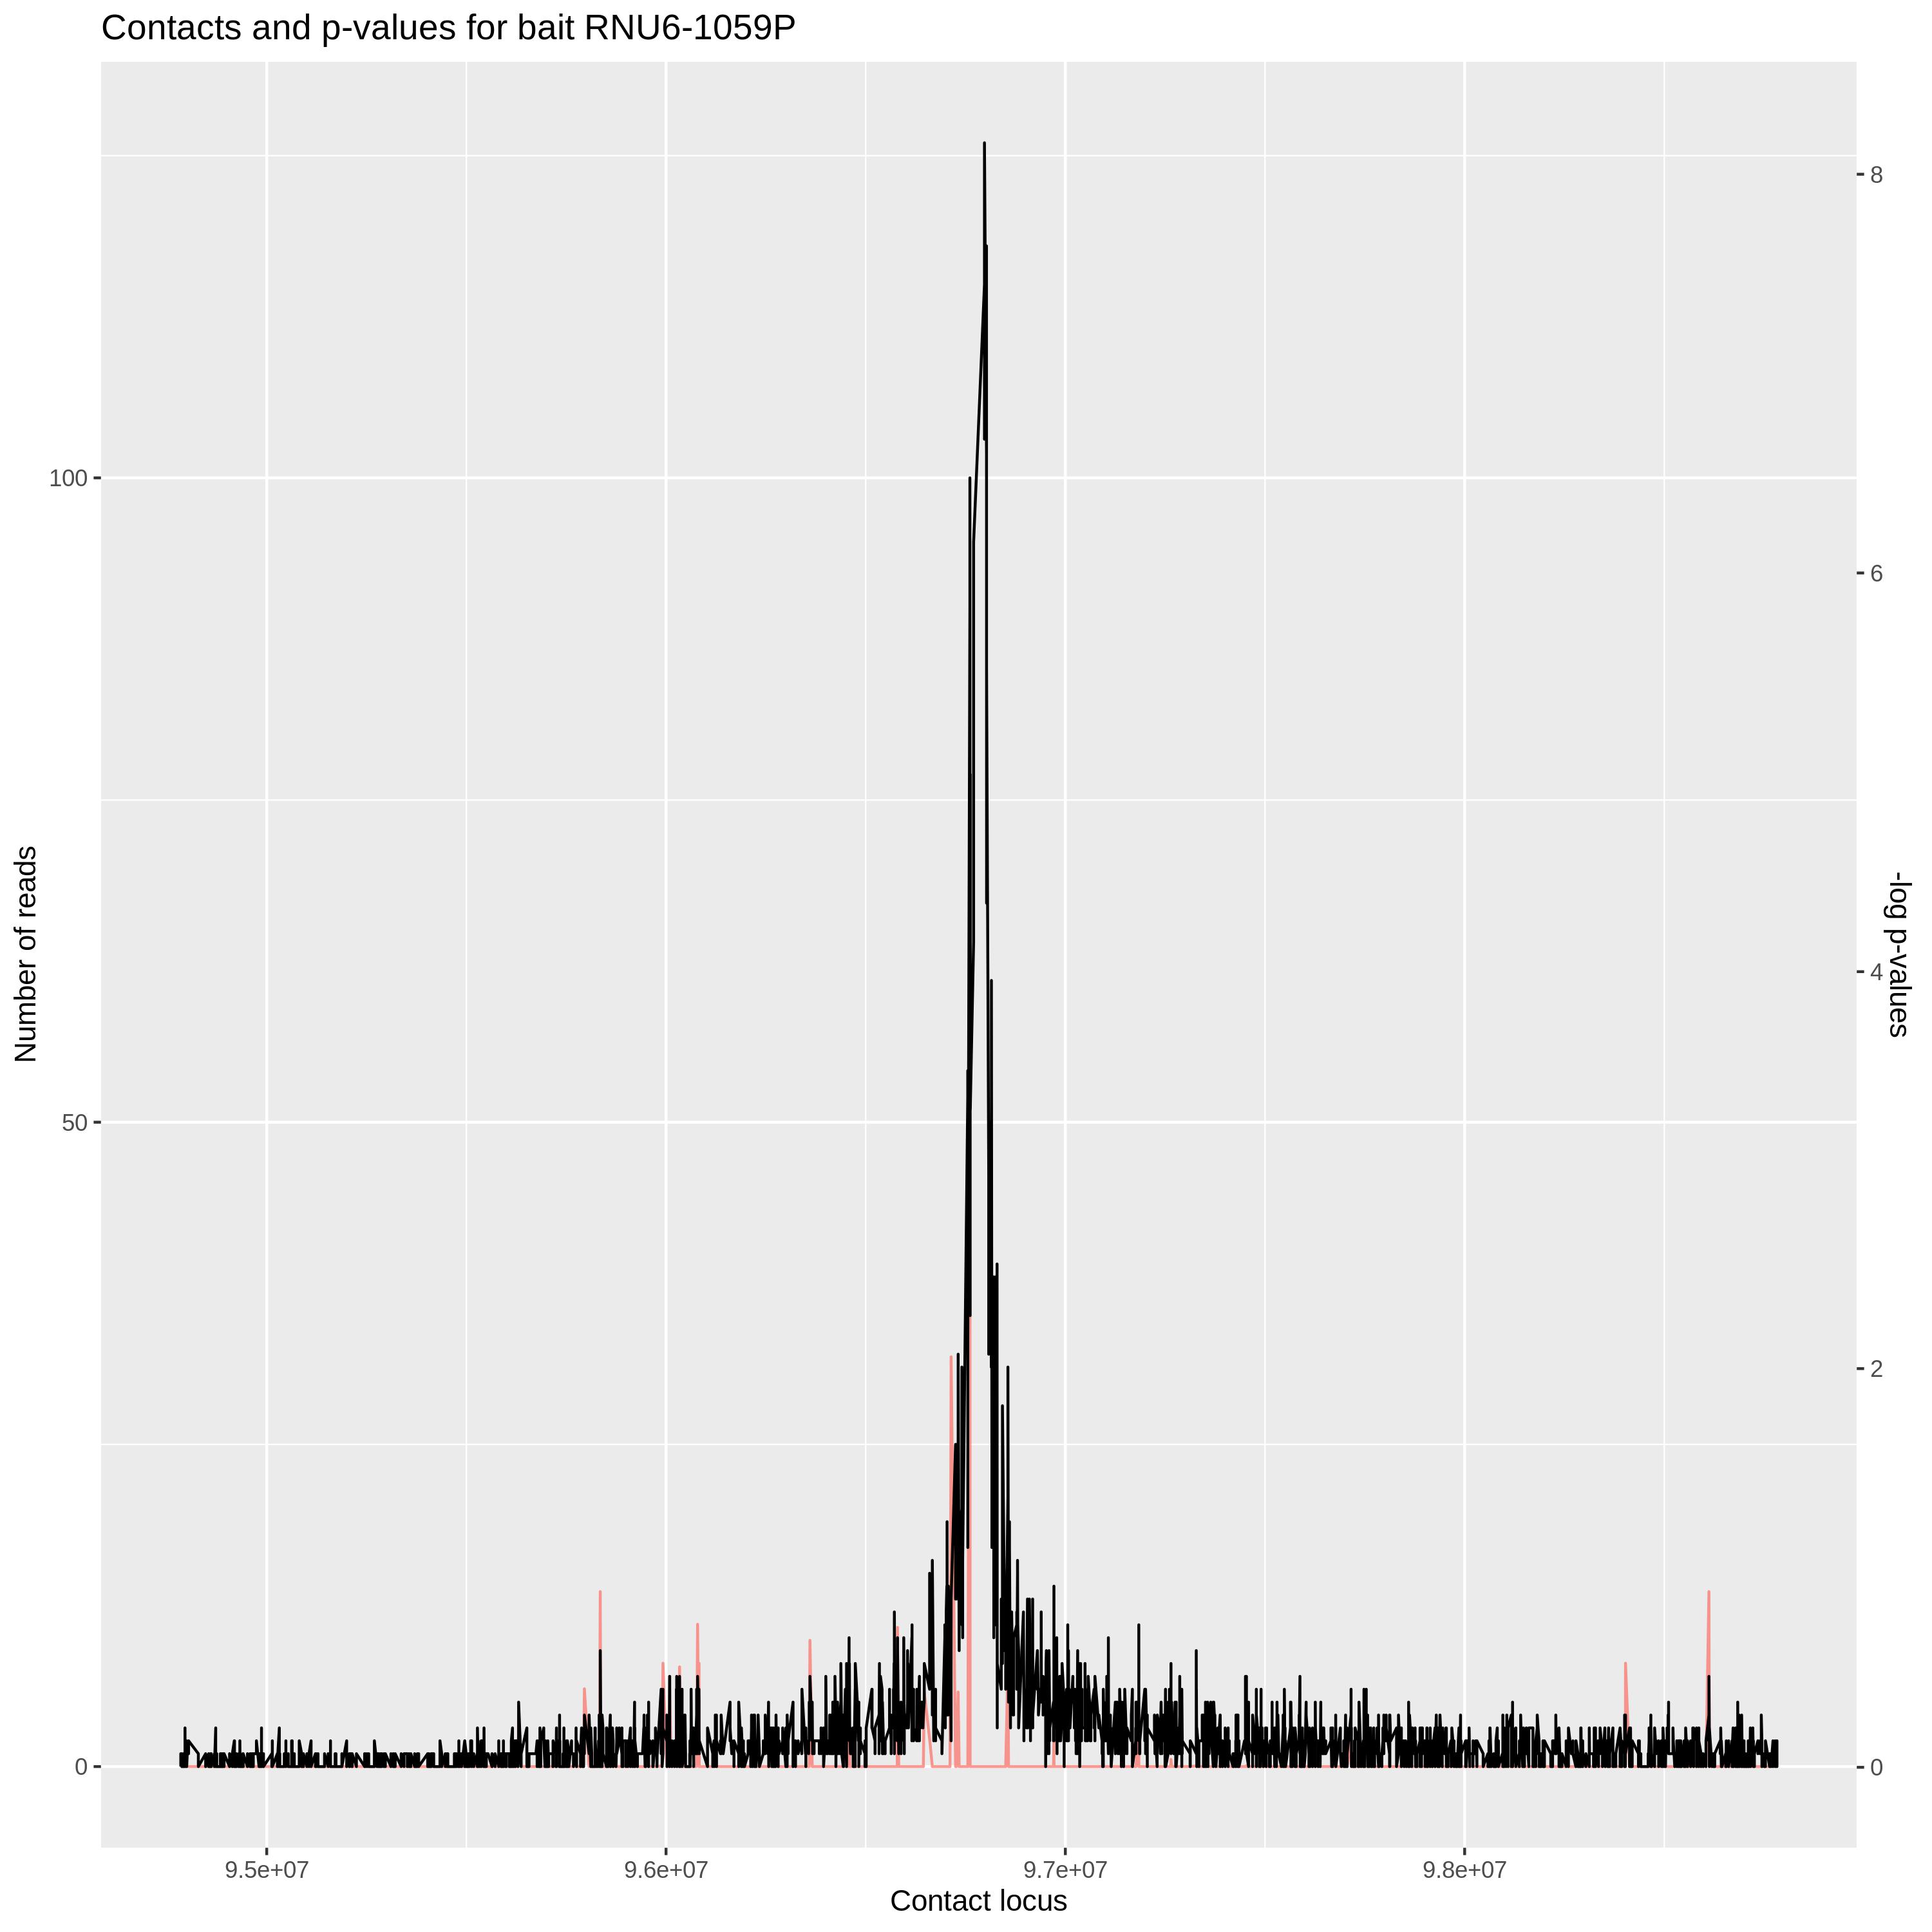 Contacts and p-values for bait RNU6-1059P
Number of reads
100
50
0
8
6
4
2
0
-log p-values
9.5e+07
9.6e+07
9.7e+07
9.8e+07
Contact locus